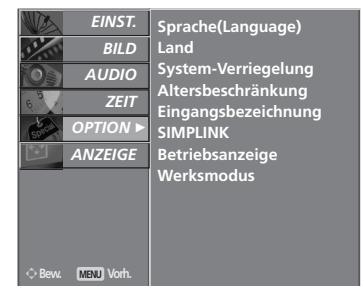 EINST.
BILD
AUDIO
ZEIT
OPTION ►
ANZEIGE
Sprache(Language)
Land
System-Verriegelung
Altersbeschränkung
Eingangsbezeichnung
SIMPLINK
Betriebsanzeige
Werksmodus
Bew. MENU Vorh.